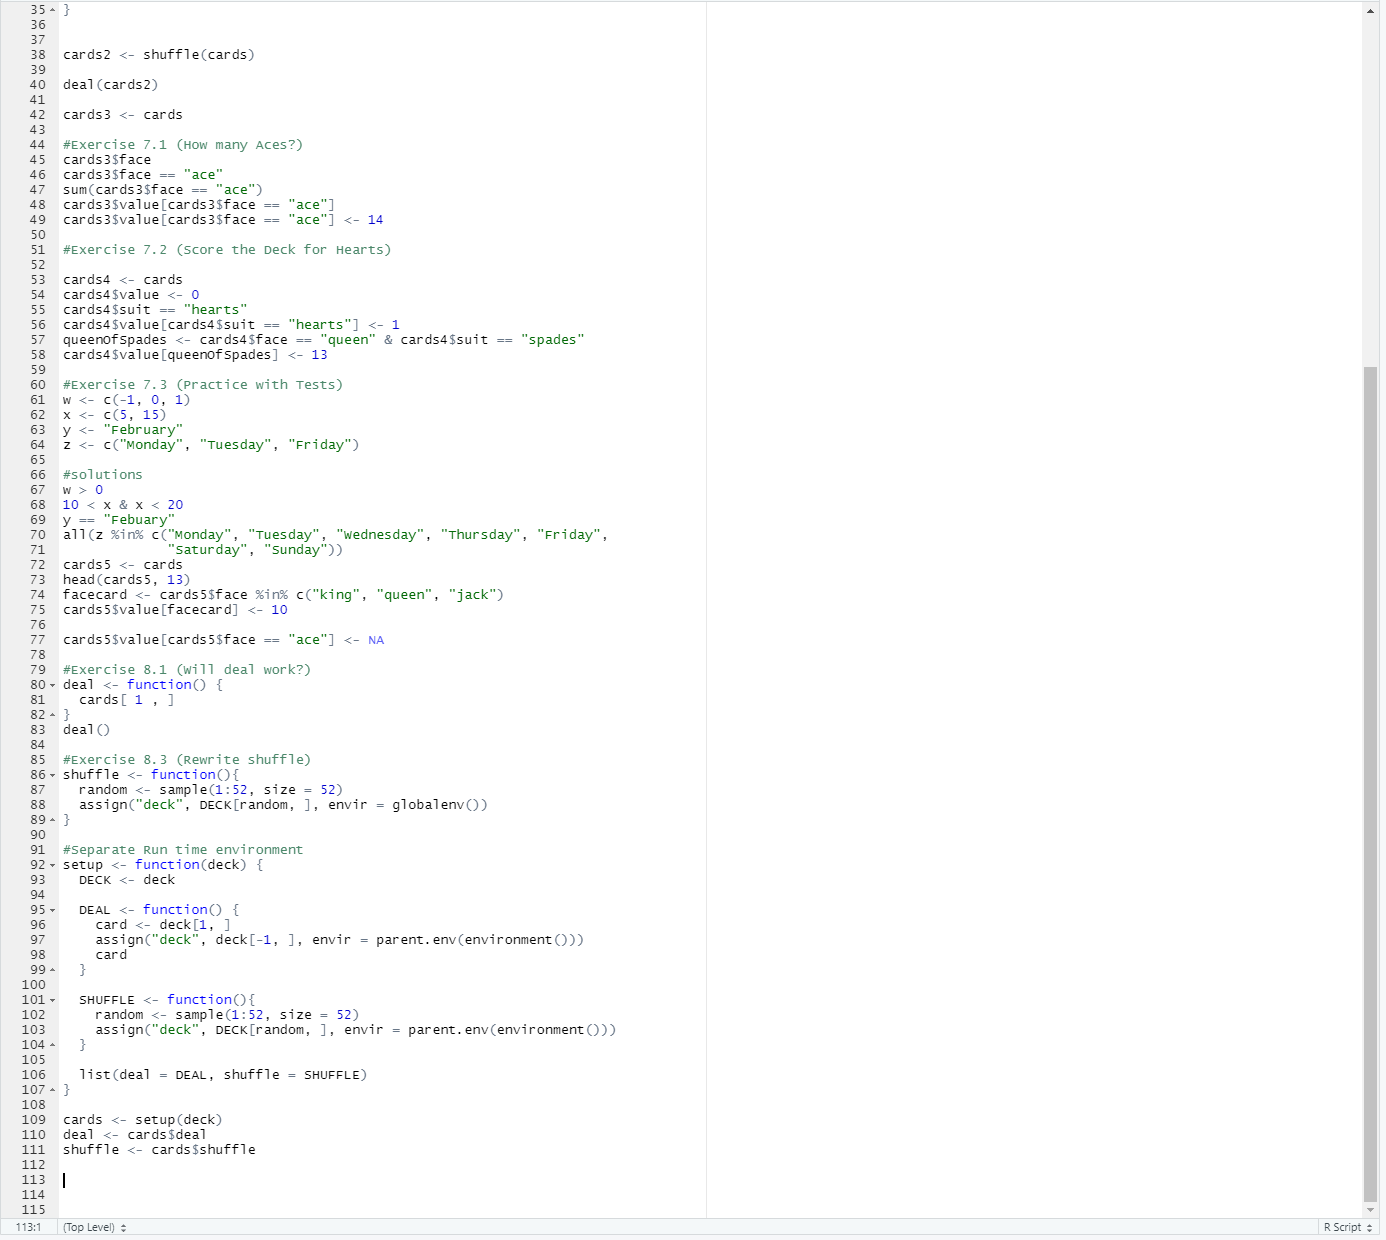 35 }
36
37
38 cards2 <- shuffle(cards)
39
40 deal(cards2)
41
42 cards3 <- cards
43
44 #Exercise 7.1 (How many Aces?)
45 cards3$face
46 cards3$face == "ace"
47 sum(cards3$face == "ace")
48 cards3$value[cards3$face == "ace"]
49 cards3$value[cards3$face == "ace"] <- 14
50
51 #Exercise 7.2 (Score the Deck for Hearts)
52
53 cards4 <- cards
54 cards4$value <- 0
55 cards4$suit == "hearts"
56 cards4$value[cards4$suit == "hearts"] <- 1
57 queenOfSpades <- cards4$face == "queen" & cards4$suit == "spades"
58 cards4$value[queenOfSpades] <- 13
59
60 #Exercise 7.3 (Practice with Tests)
61 w <- c(-1, 0, 1)
62 x <- c(5, 15)
63 y <- "February"
64 z <- c("Monday", "Tuesday", "Friday")
65
66 #solutions
67 w > 0
68 10 < x & x < 20
69 y == "Febuary"
70 all(z %in% c("Monday", "Tuesday", "Wednesday", "Thursday", "Friday",
71              "Saturday", "Sunday"))
72 cards5 <- cards
73 head(cards5, 13)
74 facecard <- cards5$face %in% c("king", "queen", "jack")
75 cards5$value[facecard] <- 10
76
77 cards5$value[cards5$face == "ace"] <- NA
78
79 #Exercise 8.1 (Will deal work?)
80 deal <- function() {
81   cards[ 1 , ]
82 }
83 deal()
84
85 #Exercise 8.3 (Rewrite shuffle)
86 shuffle <- function(){
87   random <- sample(1:52, size = 52)
88   assign("deck", DECK[random, ], envir = globalenv())
89 }
90
91 #Separate Run time environment
92 setup <- function(deck) {
93   DECK <- deck
94
95   DEAL <- function() {
96     card <- deck[1, ]
97     assign("deck", deck[-1, ], envir = parent.env(environment()))
98     card
99   }
100
101   SHUFFLE <- function(){
102     random <- sample(1:52, size = 52)
103     assign("deck", DECK[random, ], envir = parent.env(environment()))
104   }
105
106   list(deal = DEAL, shuffle = SHUFFLE)
107 }
108
109 cards <- setup(deck)
110 deal <- cards$deal
111 shuffle <- cards$shuffle
112
113
114
115
113:1 (Top Level) R Script